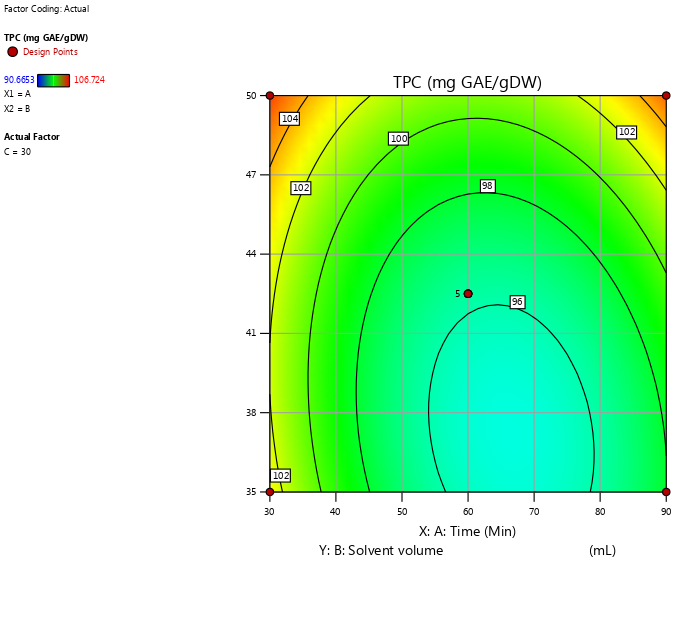 Factor Coding: Actual
TPC (mg GAE/gDW)
Design Points
90.6653 106.724
X1 = A
X2 = B
Actual Factor
C = 30
TPC (mg GAE/gDW)
50
47
44
41
38
35
104
100
102
102
98
5
96
102
30 40 50 60 70 80 90
X: A: Time (Min)
Y: B: Solvent volume (mL)